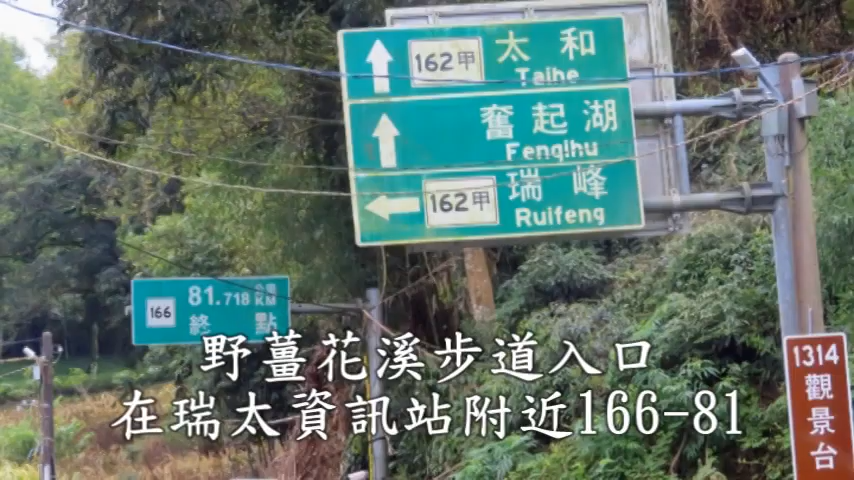 162甲 太和
Taihe
奮起湖
Fenqihu
162甲 瑞峰
Ruifeng
166 81.718 公里 KM
終點
野薑花溪步道入口
在瑞太資訊站附近166-81
1314
觀景台